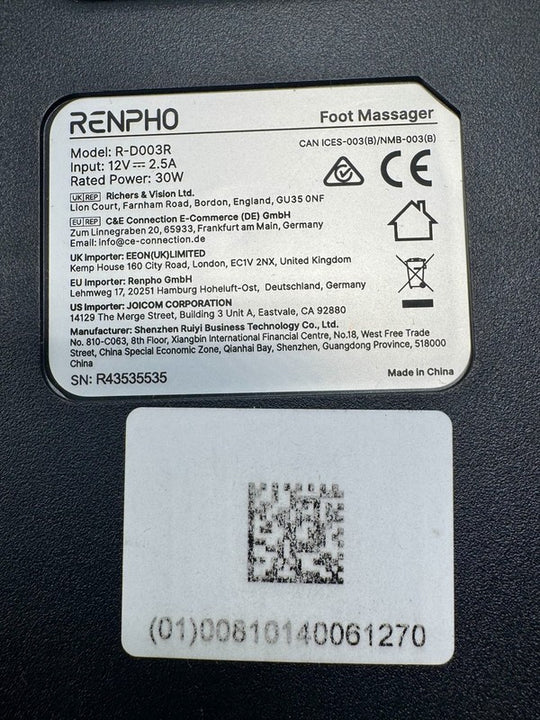 RENPHO
Foot Massager
Model: R-D003R
Input: 12V ⎓ 2.5A
Rated Power: 30W
CAN ICES-003(B)/NMB-003(B)
CE
UK REP Richers & Vision Ltd.
Lion Court, Farnham Road, Bordon, England, GU35 0NF
EU REP C&E Connection E-Commerce (DE) GmbH
Zum Linnegraben 20, 65933, Frankfurt am Main, Germany
Email: info@ce-connection.de
UK Importer: EEON(UK)LIMITED
Kemp House 160 City Road, London, EC1V 2NX, United Kingdom
EU Importer: Renpho GmbH
Lehmweg 17, 20251 Hamburg Hoheluft-Ost, Deutschland, Germany
US Importer: JOICOM CORPORATION
14129 The Merge Street, Building 3 Unit A, Eastvale, CA 92880
Manufacturer: Shenzhen Ruiyi Business Technology Co., Ltd.
No. 810-C063, 8th Floor, Xiangbin International Financial Centre, No.18, West Free Trade
Street, China Special Economic Zone, Qianhai Bay, Shenzhen, Guangdong Province, 518000
China
SN: R43535535
Made in China
(01)00810140061270